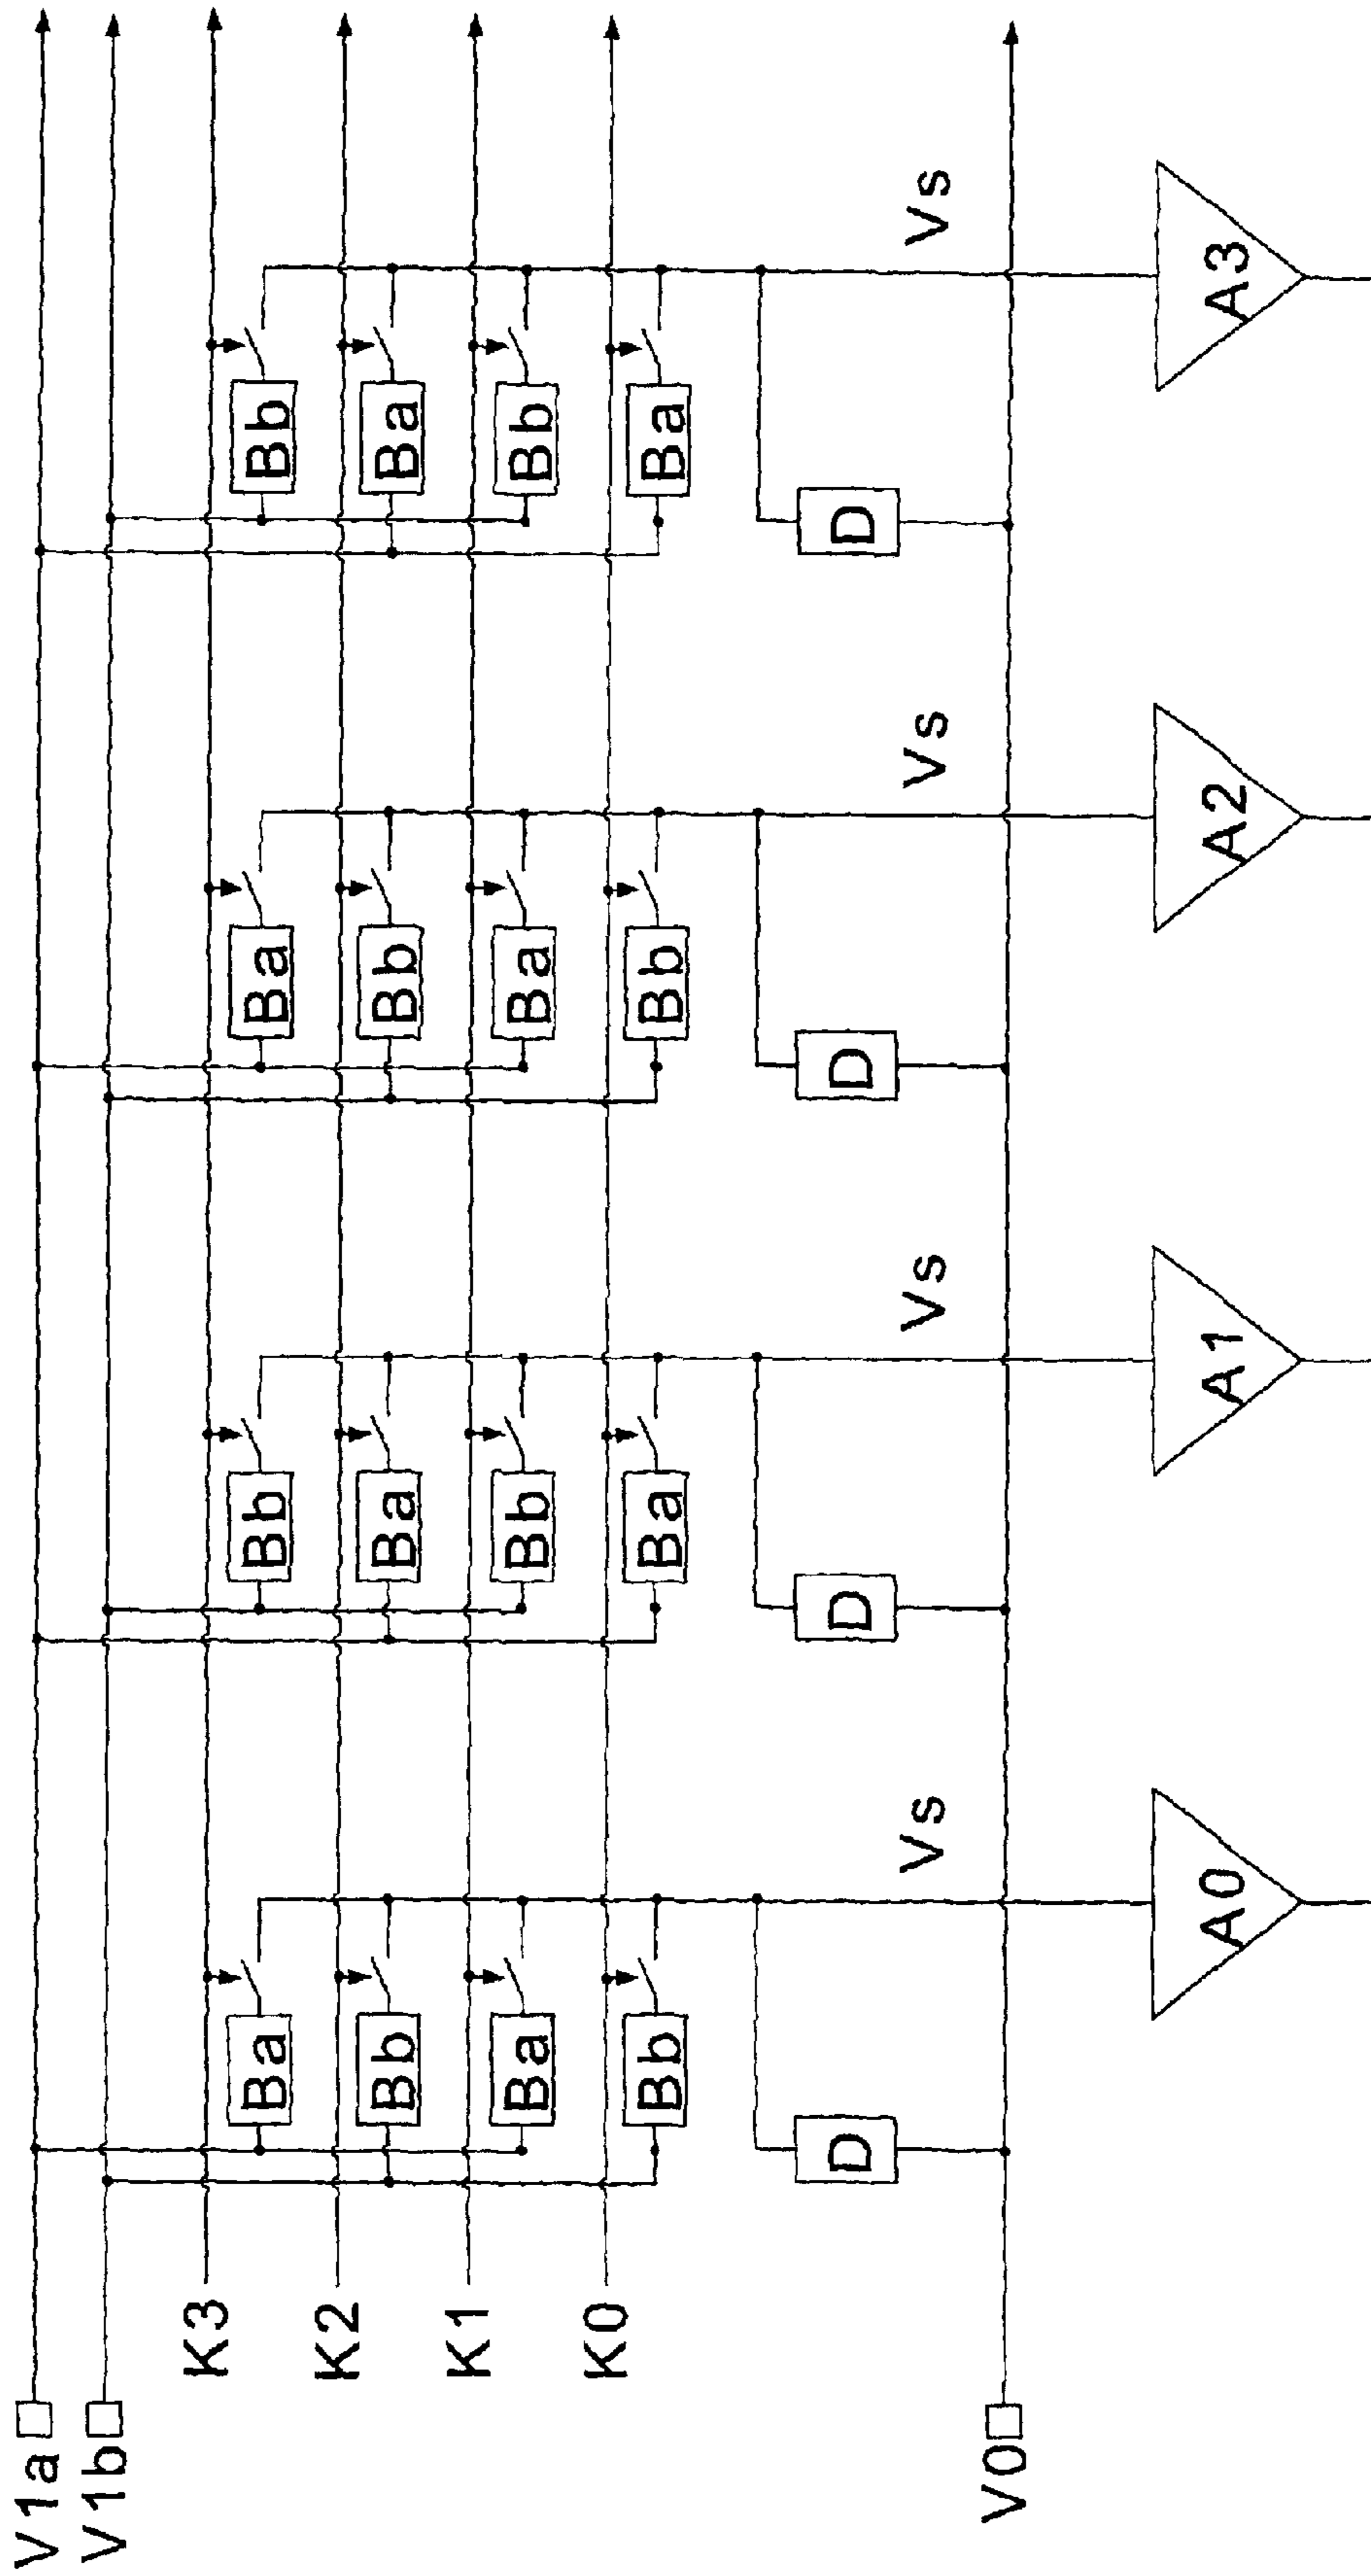 V1a
V1b
K3
Ba Bb Ba Bb
K2
Bb Ba Bb Ba
K1
Ba Bb Ba Bb
K0
Bb Ba Bb Ba
D D D D
Vs Vs Vs Vs
V0
A0 A1 A2 A3